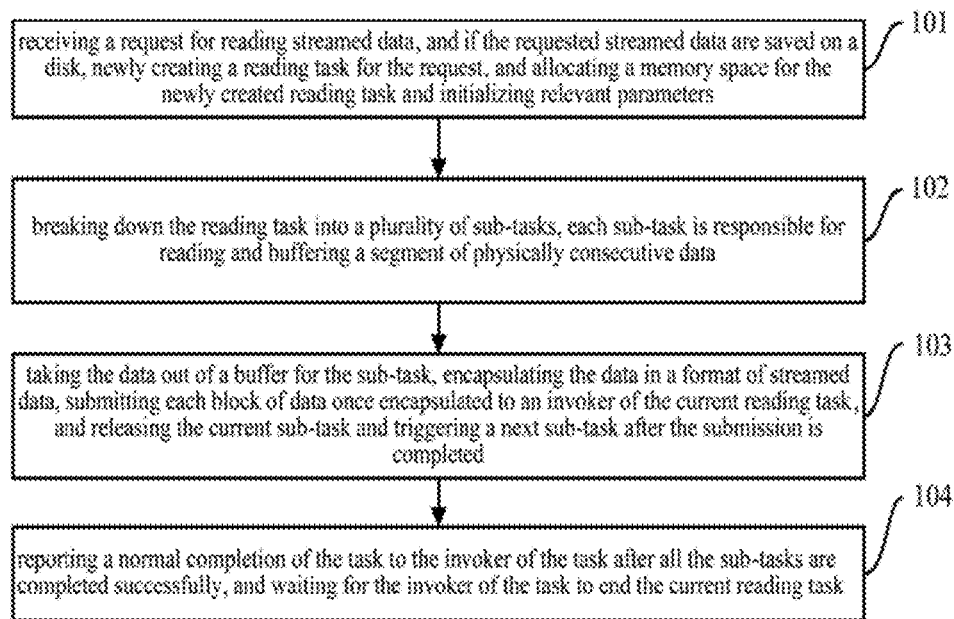 101
receiving a request for reading streamed data, and if the requested streamed data are saved on a
disk, newly creating a reading task for the request, and allocating a memory space for the
newly created reading task and initializing relevant parameters
102
breaking down the reading task into a plurality of sub-tasks, each sub-task is responsible for
reading and buffering a segment of physically consecutive data
103
taking the data out of a buffer for the sub-task, encapsulating the data in a format of streamed
data, submitting each block of data once encapsulated to an invoker of the current reading task,
and releasing the current sub-task and triggering a next sub-task after the submission is
completed
104
reporting a normal completion of the task to the invoker of the task after all the sub-tasks are
completed successfully, and waiting for the invoker of the task to end the current reading task